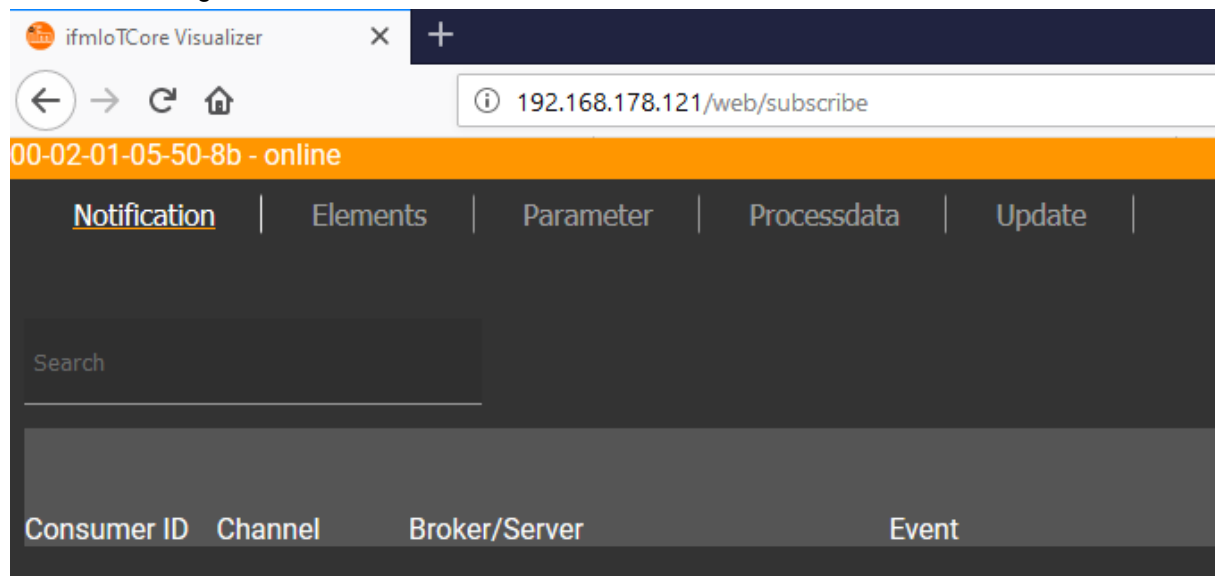 ifmIoTCore Visualizer
192.168.178.121/web/subscribe
00-02-01-05-50-8b - online
Notification Elements Parameter Processdata Update
Search
Consumer ID Channel Broker/Server Event